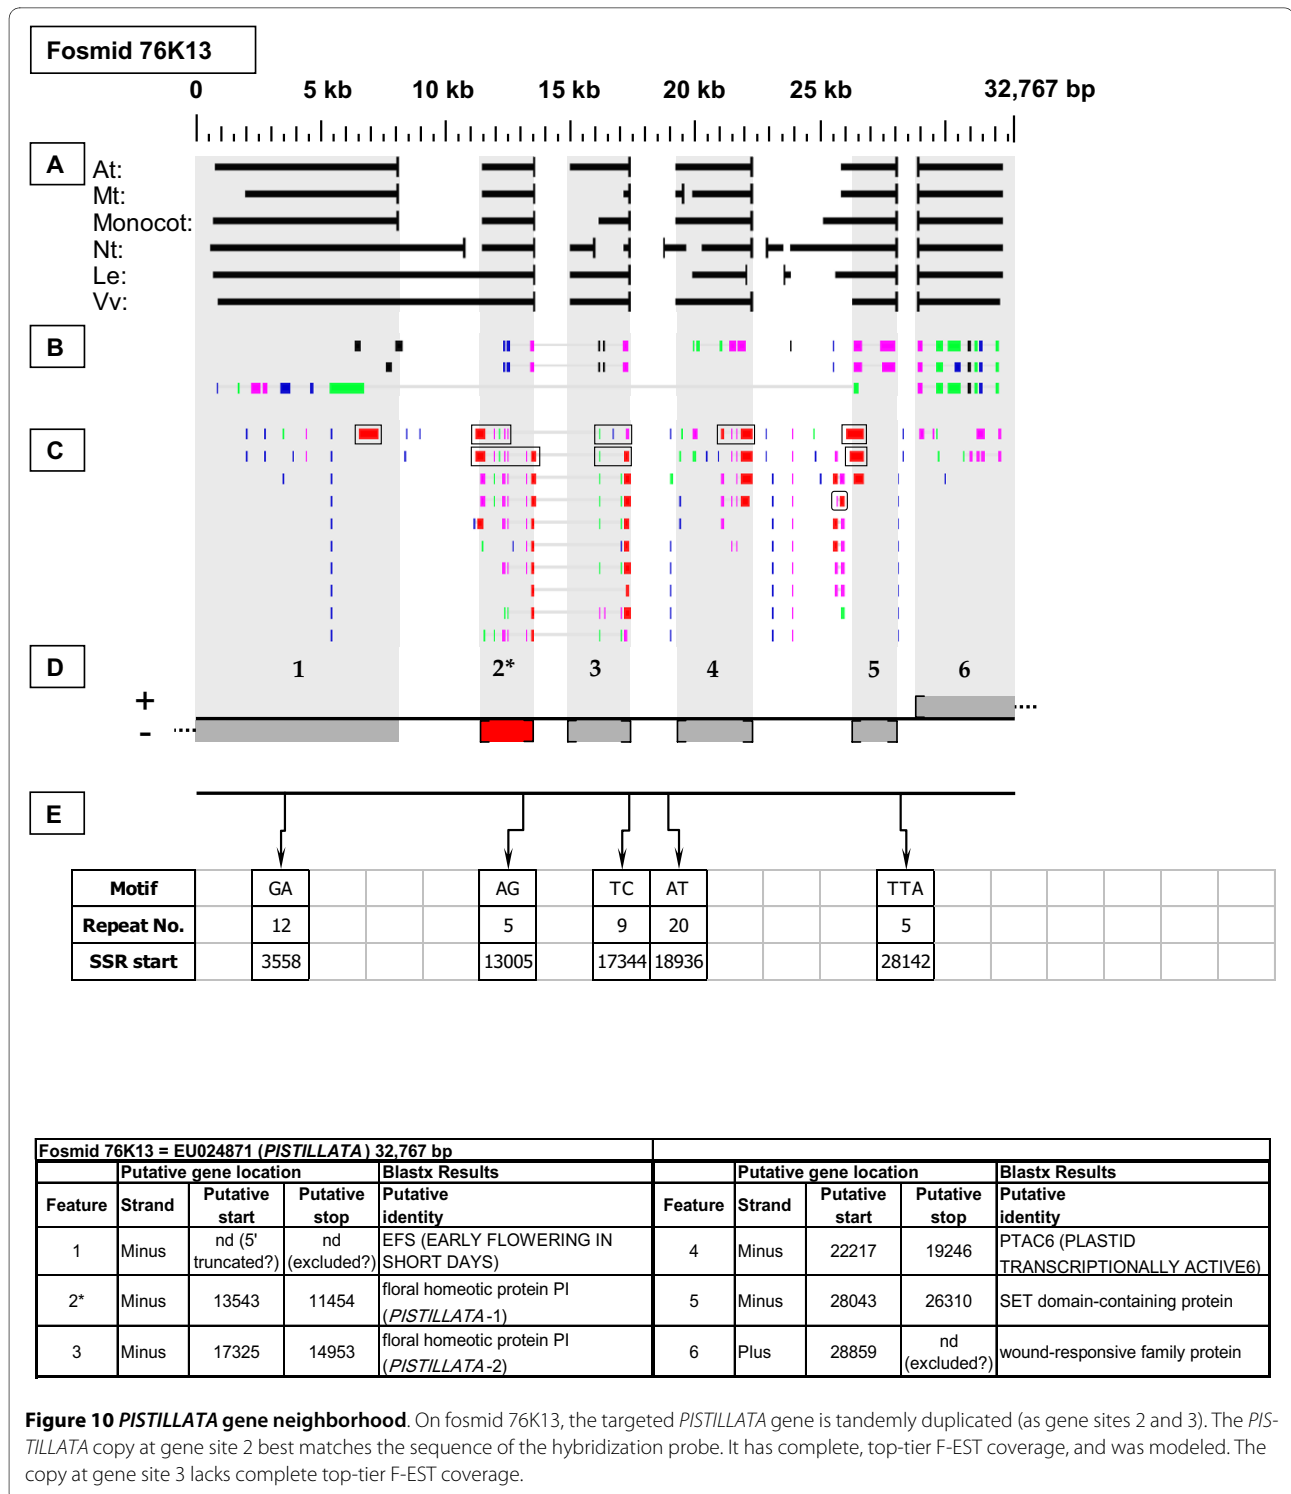 Fosmid 76K13
0 5 kb 10 kb 15 kb 20 kb 25 kb 32,767 bp
A
At:
Mt:
Monocot:
Nt:
Le:
Vv:
B
C
D
1 2* 3 4 5 6
+
-
E
Motif GA AG TC AT TTA
Repeat No. 12 5 9 20 5
SSR start 3558 13005 17344 18936 28142
Fosmid 76K13 = EU024871 (PISTILLATA) 32,767 bp
Putative gene location Blastx Results Putative gene location Blastx Results
Feature Strand Putative start Putative stop Putative identity Feature Strand Putative start Putative stop Putative identity
1 Minus nd (5' truncated?) nd (excluded?) EFS (EARLY FLOWERING IN SHORT DAYS) 4 Minus 22217 19246 PTAC6 (PLASTID TRANSCRIPTIONALLY ACTIVE6)
2* Minus 13543 11454 floral homeotic protein PI (PISTILLATA-1) 5 Minus 28043 26310 SET domain-containing protein
3 Minus 17325 14953 floral homeotic protein PI (PISTILLATA-2) 6 Plus 28859 nd (excluded?) wound-responsive family protein
Figure 10 PISTILLATA gene neighborhood. On fosmid 76K13, the targeted PISTILLATA gene is tandemly duplicated (as gene sites 2 and 3). The PIS-
TILLATA copy at gene site 2 best matches the sequence of the hybridization probe. It has complete, top-tier F-EST coverage, and was modeled. The
copy at gene site 3 lacks complete top-tier F-EST coverage.